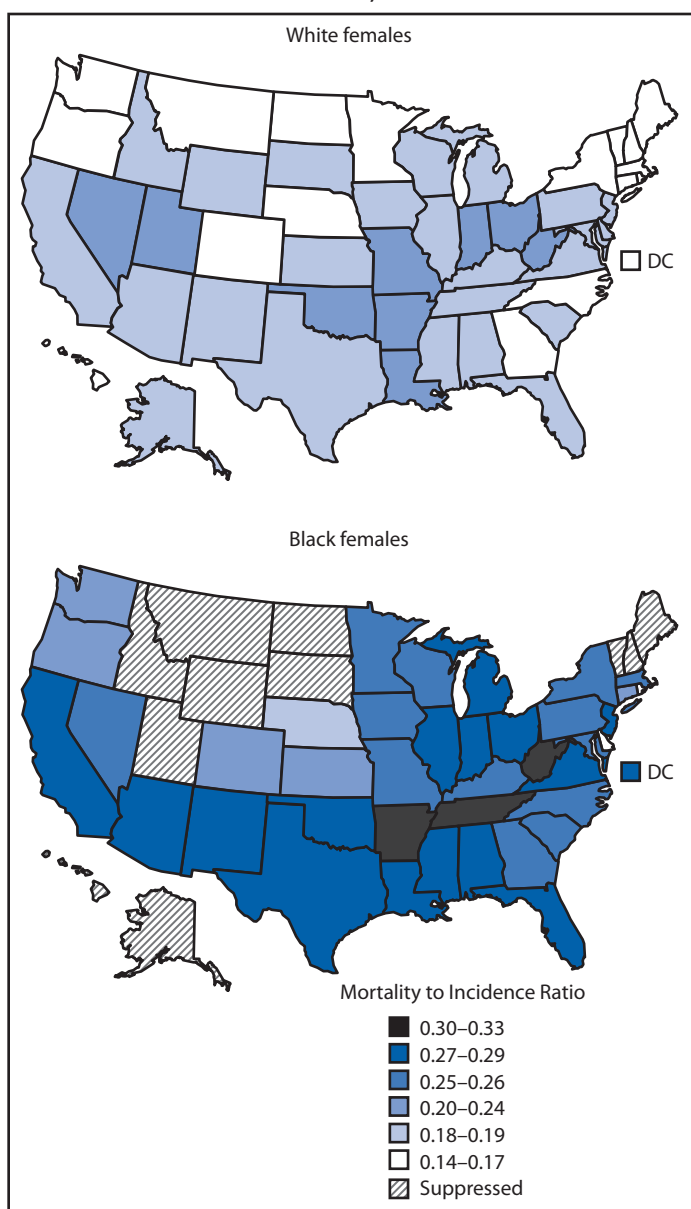 White females
DC
Black females
DC
Mortality to Incidence Ratio
0.30–0.33
0.27–0.29
0.25–0.26
0.20–0.24
0.18–0.19
0.14–0.17
Suppressed